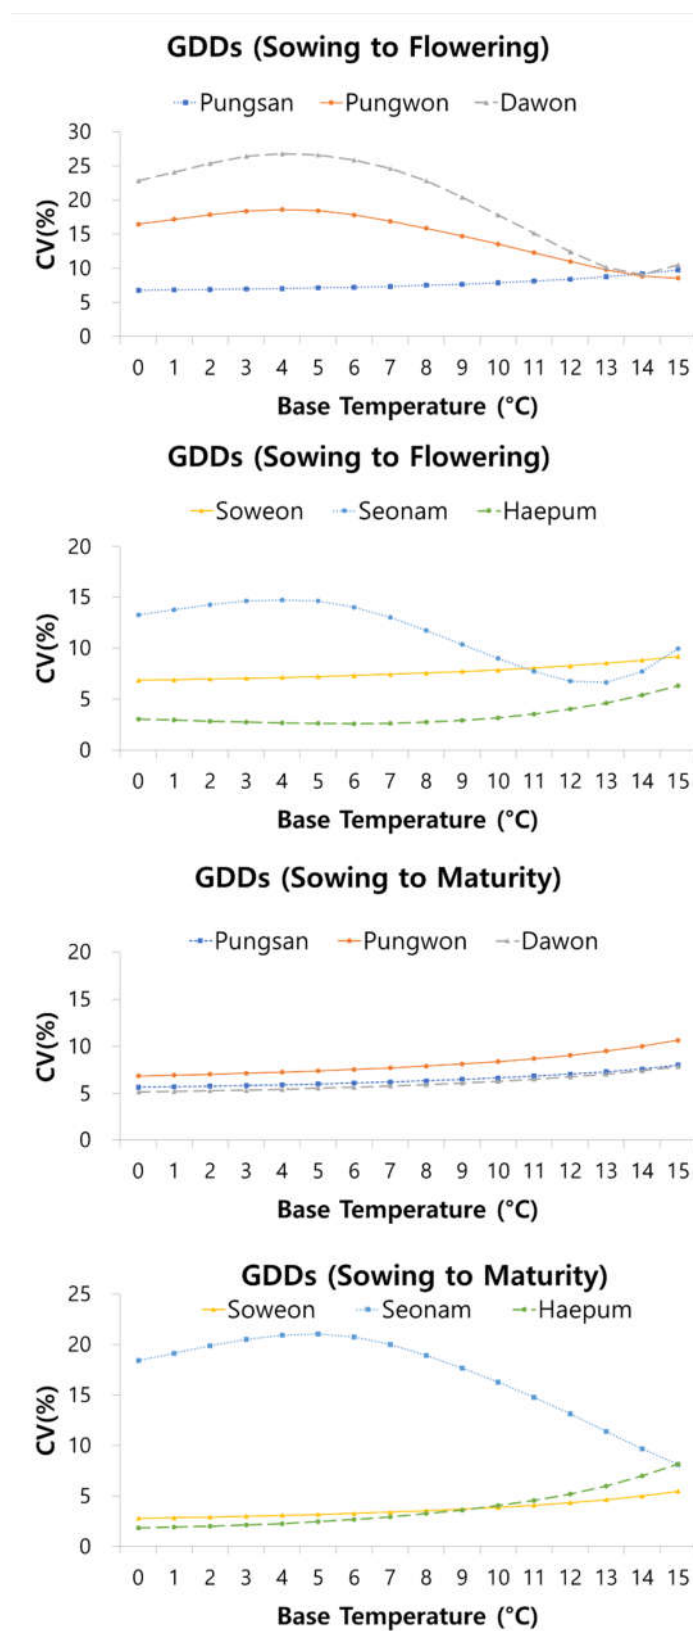 GDDs (Sowing to Flowering)
Pungsan Pungwon Dawon
30
25
20
15
10
5
0
CV(%)
0 1 2 3 4 5 6 7 8 9 10 11 12 13 14 15
Base Temperature (°C)
GDDs (Sowing to Flowering)
Soweon Seonam Haepum
20
15
10
5
0
CV(%)
0 1 2 3 4 5 6 7 8 9 10 11 12 13 14 15
Base Temperature (°C)
GDDs (Sowing to Maturity)
Pungsan Pungwon Dawon
20
15
10
5
0
CV(%)
0 1 2 3 4 5 6 7 8 9 10 11 12 13 14 15
Base Temperature (°C)
GDDs (Sowing to Maturity)
Soweon Seonam Haepum
25
20
15
10
5
0
CV(%)
0 1 2 3 4 5 6 7 8 9 10 11 12 13 14 15
Base Temperature (°C)